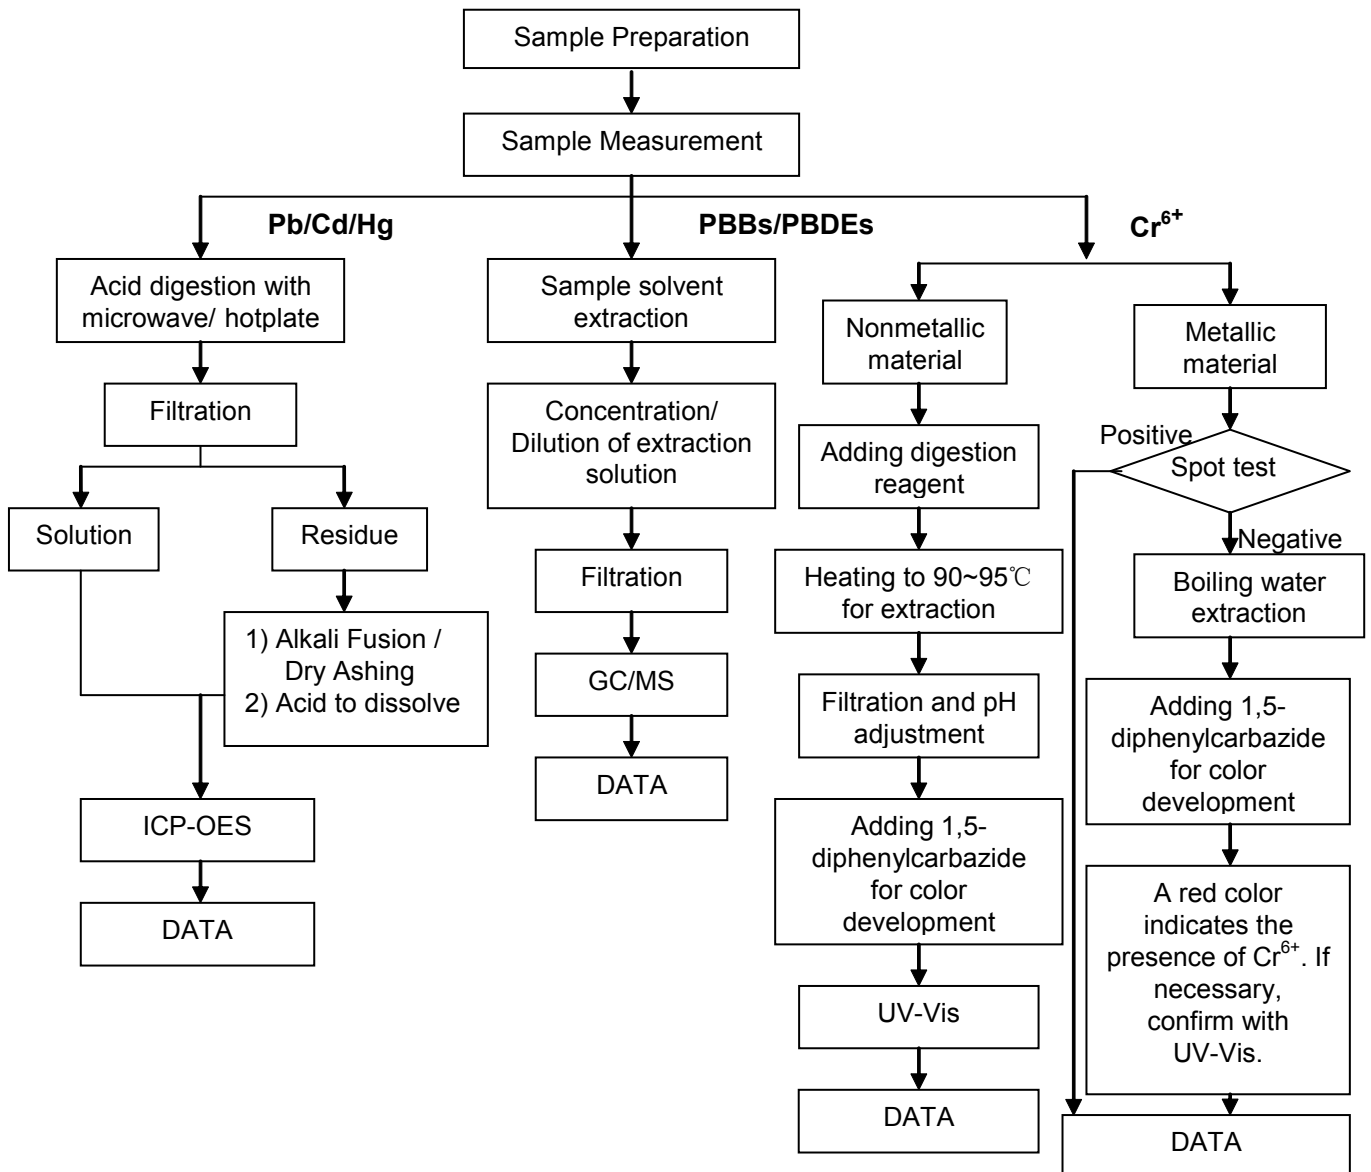 Sample Preparation
Sample Measurement
Pb/Cd/Hg
PBBs/PBDEs
Cr⁶⁺
Acid digestion with
microwave/ hotplate
Filtration
Solution
Residue
1) Alkali Fusion /
Dry Ashing
2) Acid to dissolve
ICP-OES
DATA
Sample solvent
extraction
Concentration/
Dilution of extraction
solution
Filtration
GC/MS
DATA
Nonmetallic
material
Adding digestion
reagent
Heating to 90~95℃
for extraction
Filtration and pH
adjustment
Adding 1,5-
diphenylcarbazide
for color
development
UV-Vis
DATA
Metallic
material
Positive
Spot test
Negative
Boiling water
extraction
Adding 1,5-
diphenylcarbazide
for color
development
A red color
indicates the
presence of Cr⁶⁺. If
necessary,
confirm with
UV-Vis.
DATA